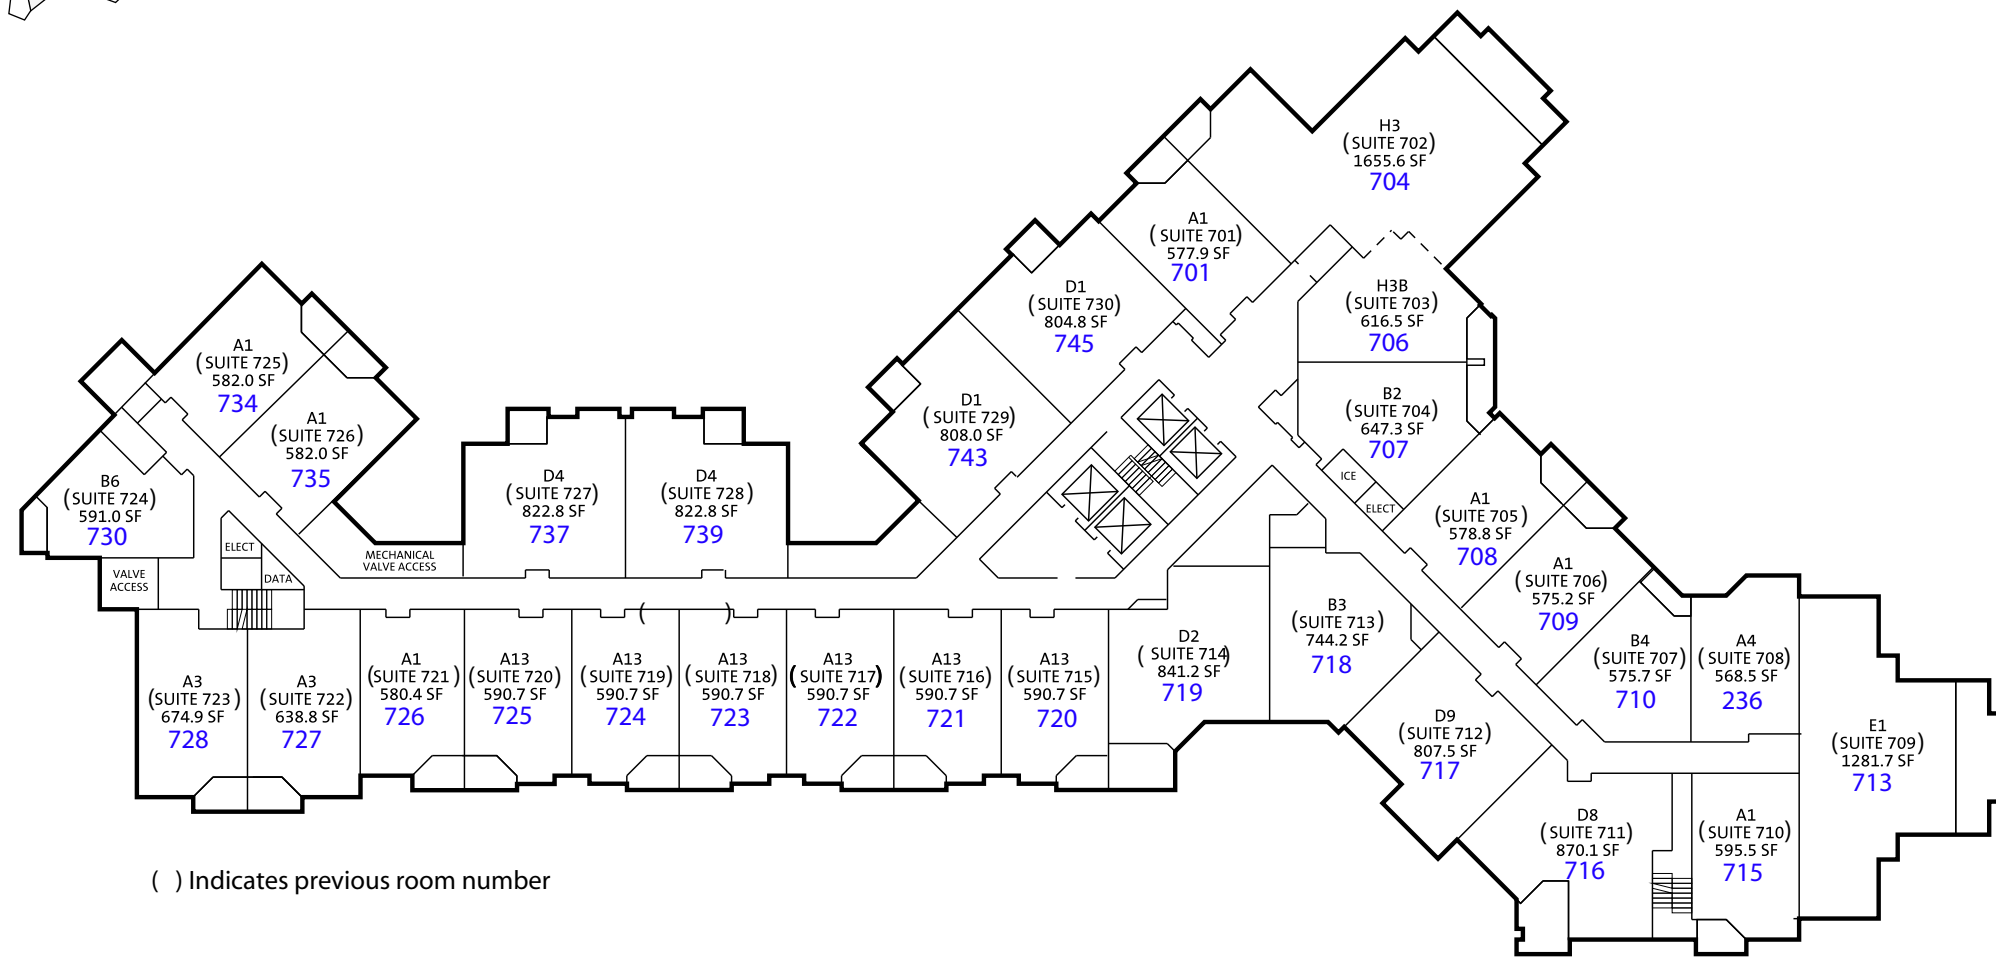 H3
(SUITE 702)
1655.6 SF
704
A1
(SUITE 701)
577.9 SF
701
D1
(SUITE 730)
804.8 SF
745
H3B
(SUITE 703)
616.5 SF
706
A1
(SUITE 725)
582.0 SF
734
A1
(SUITE 726)
582.0 SF
735
D1
(SUITE 729)
808.0 SF
743
B2
(SUITE 704)
647.3 SF
707
ICE
ELECT
B6
(SUITE 724)
591.0 SF
730
D4
(SUITE 727)
822.8 SF
737
D4
(SUITE 728)
822.8 SF
739
A1
(SUITE 705)
578.8 SF
708
ELECT
DATA
VALVE
ACCESS
MECHANICAL
VALVE ACCESS
A1
(SUITE 706)
575.2 SF
709
( )
B3
(SUITE 713)
744.2 SF
718
D2
(SUITE 714)
841.2 SF
719
B4
(SUITE 707)
575.7 SF
710
A4
(SUITE 708)
568.5 SF
236
A3
(SUITE 723)
674.9 SF
728
A3
(SUITE 722)
638.8 SF
727
A1
(SUITE 721)
580.4 SF
726
A13
(SUITE 720)
590.7 SF
725
A13
(SUITE 719)
590.7 SF
724
A13
(SUITE 718)
590.7 SF
723
A13
(SUITE 717)
590.7 SF
722
A13
(SUITE 716)
590.7 SF
721
A13
(SUITE 715)
590.7 SF
720
D9
(SUITE 712)
807.5 SF
717
E1
(SUITE 709)
1281.7 SF
713
D8
(SUITE 711)
870.1 SF
716
A1
(SUITE 710)
595.5 SF
715
( ) Indicates previous room number